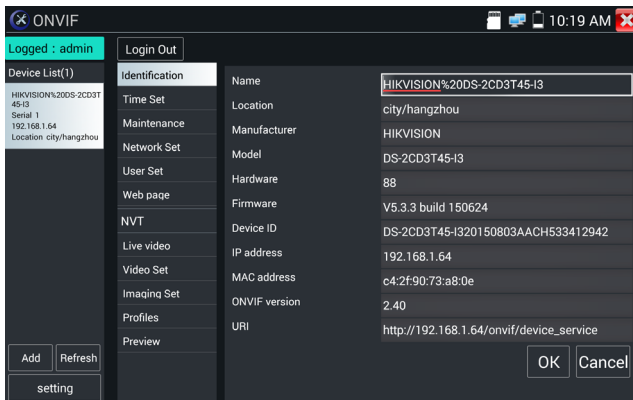 ONVIF
10:19 AM
Logged : admin
Login Out
Device List(1)
HIKVISION%20DS-2CD3T
45-I3
Serial 1
192.168.1.64
Location city/hangzhou
Identification
Time Set
Maintenance
Network Set
User Set
Web page
NVT
Live video
Video Set
Imaging Set
Profiles
Preview
Name HIKVISION%20DS-2CD3T45-I3
Location city/hangzhou
Manufacturer HIKVISION
Model DS-2CD3T45-I3
Hardware 88
Firmware V5.3.3 build 150624
Device ID DS-2CD3T45-I320150803AACH533412942
IP address 192.168.1.64
MAC address c4:2f:90:73:a8:0e
ONVIF version 2.40
URI http://192.168.1.64/onvif/device_service
Add Refresh
setting
OK Cancel